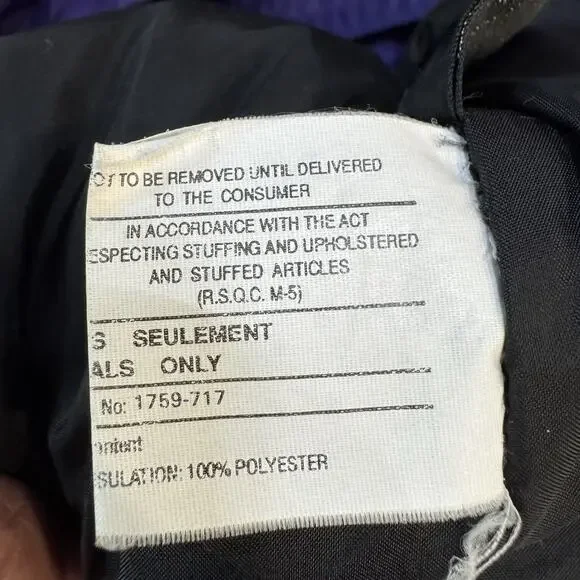 OT TO BE REMOVED UNTIL DELIVERED
TO THE CONSUMER
IN ACCORDANCE WITH THE ACT
ESPECTING STUFFING AND UPHOLSTERED
AND STUFFED ARTICLES
(R.S.Q.C. M-5)
S SEULEMENT
ALS ONLY
No: 1759-717
ontent
SULATION: 100% POLYESTER